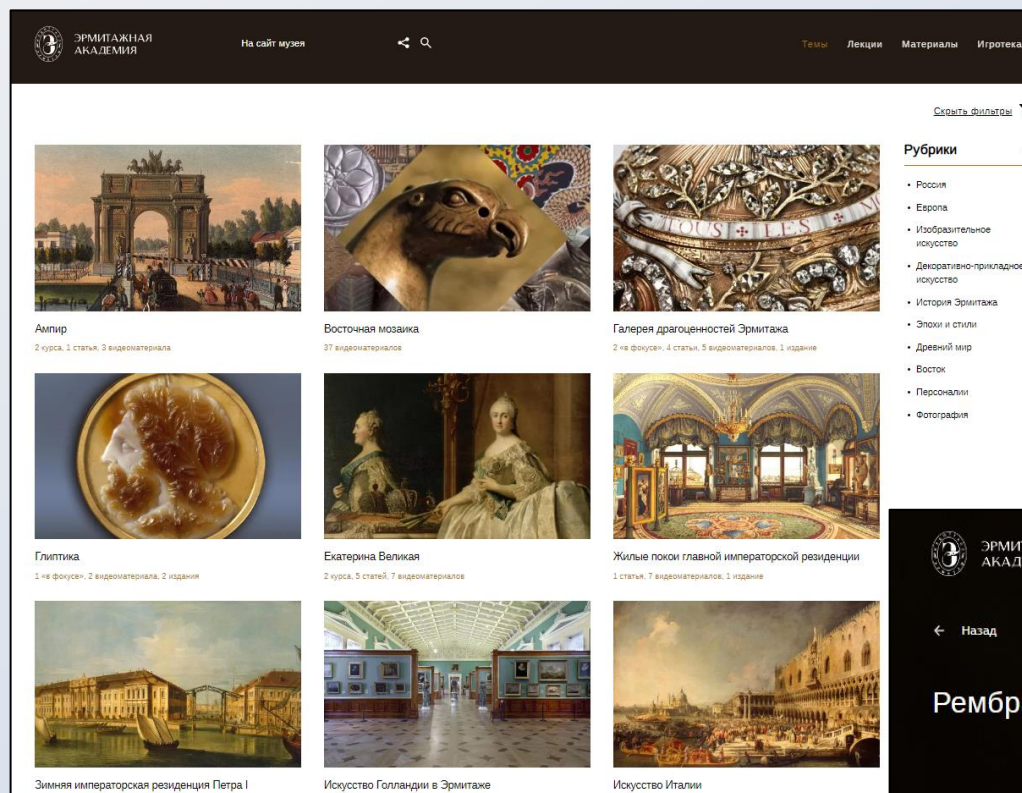 ЭРМИТАЖНАЯ
АКАДЕМИЯ
На сайт музея
Темы Лекции Материалы Игротека
Скрыть фильтры
Рубрики
• Россия
• Европа
• Изобразительное
искусство
• Декоративно-прикладное
искусство
• История Эрмитажа
• Эпохи и стили
• Древний мир
• Восток
• Персоналии
• Фотография
Ампир
2 курса, 1 статья, 3 видеоматериала
Восточная мозаика
37 видеоматериалов
Галерея драгоценностей Эрмитажа
2 «в фокусе», 4 статьи, 5 видеоматериалов, 1 издание
Глиптика
1 «в фокусе», 2 видеоматериала, 2 издания
Екатерина Великая
2 курса, 5 статей, 7 видеоматериалов
Жилые покои главной императорской резиденции
1 статья, 7 видеоматериалов, 1 издание
Зимняя императорская резиденция Петра I
Искусство Голландии в Эрмитаже
Искусство Италии
ЭРМИТ
АКАД
← Назад
Рембр